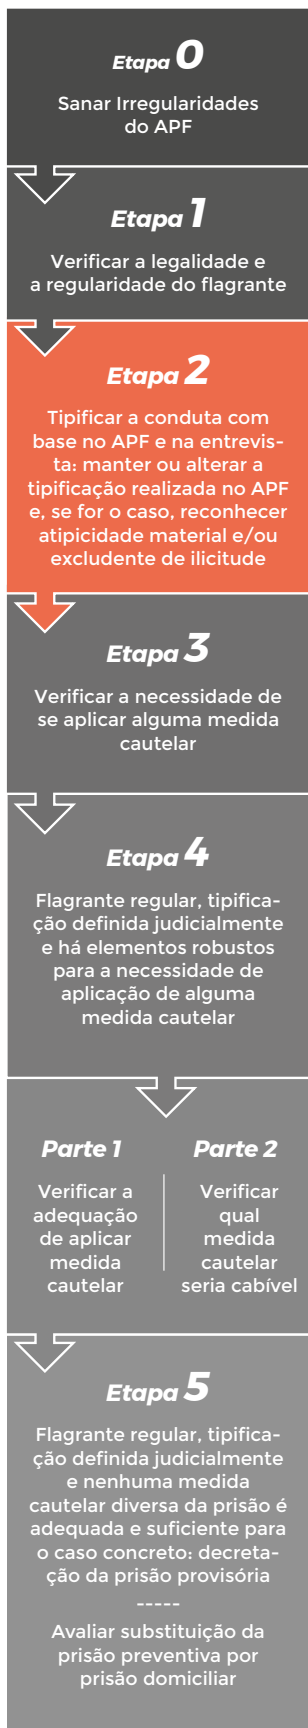 Etapa 0
Sanar Irregularidades
do APF
Etapa 1
Verificar a legalidade e
a regularidade do flagrante
Etapa 2
Tipificar a conduta com
base no APF e na entrevis-
ta: manter ou alterar a
tipificação realizada no APF
e, se for o caso, reconhecer
atipicidade material e/ou
excludente de ilicitude
Etapa 3
Verificar a necessidade de
se aplicar alguma medida
cautelar
Etapa 4
Flagrante regular, tipifica-
ção definida judicialmente
e há elementos robustos
para a necessidade de
aplicação de alguma
medida cautelar
Parte 1
Verificar a
adequação
de aplicar
medida
cautelar
Parte 2
Verificar
qual
medida
cautelar
seria cabível
Etapa 5
Flagrante regular, tipifica-
ção definida judicialmente
e nenhuma medida
cautelar diversa da prisão é
adequada e suficiente para
o caso concreto: decreta-
ção da prisão provisória
-----
Avaliar substituição da
prisão preventiva por
prisão domiciliar